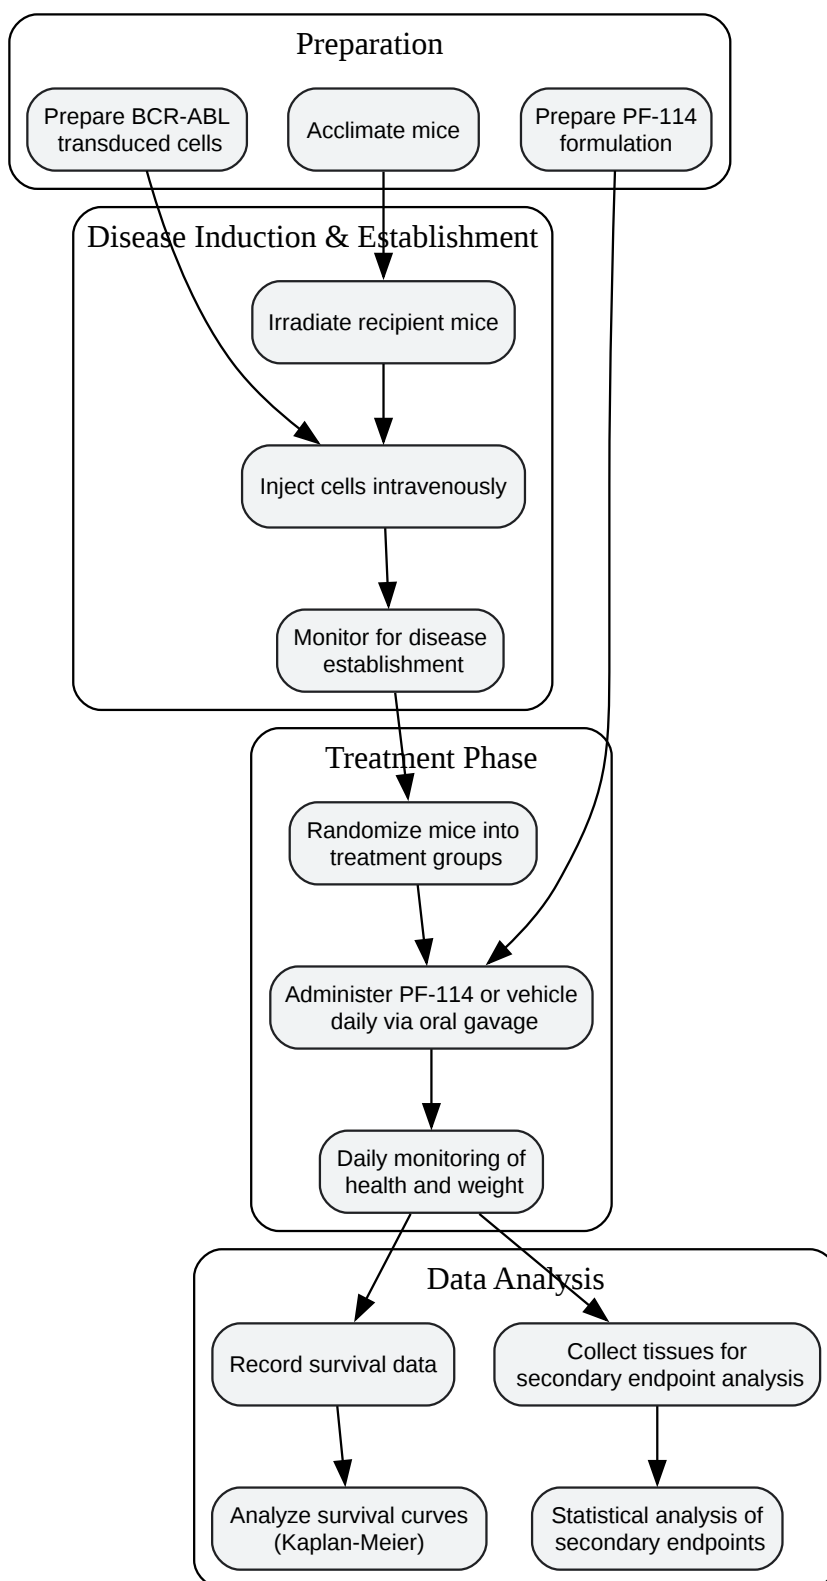 Preparation
Prepare BCR-ABL
transduced cells
Acclimate mice
Prepare PF-114
formulation
Disease Induction & Establishment
Irradiate recipient mice
Inject cells intravenously
Monitor for disease
establishment
Treatment Phase
Randomize mice into
treatment groups
Administer PF-114 or vehicle
daily via oral gavage
Daily monitoring of
health and weight
Data Analysis
Record survival data
Collect tissues for
secondary endpoint analysis
Analyze survival curves
(Kaplan-Meier)
Statistical analysis of
secondary endpoints